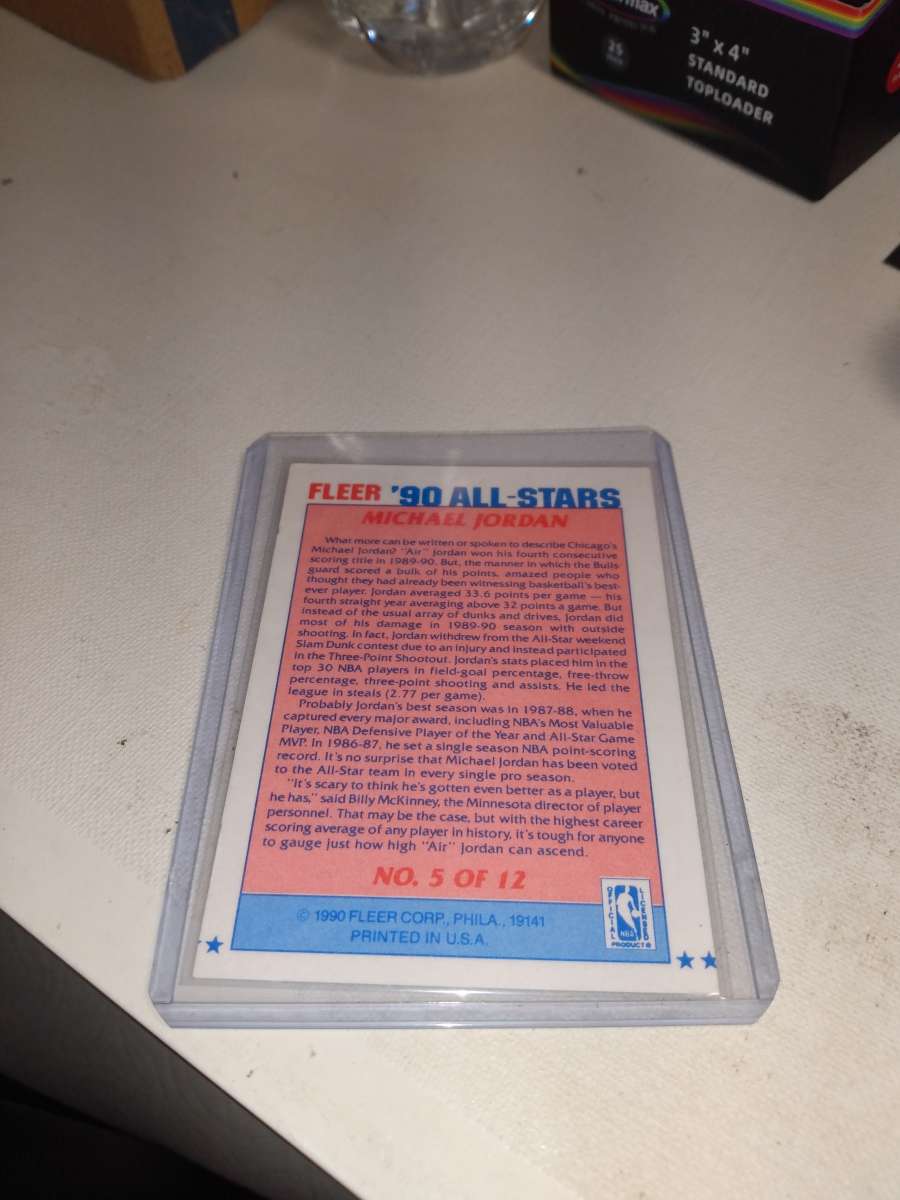 3" x 4"
STANDARD
TOPLOADER
25
FLEER '90 ALL-STARS
MICHAEL JORDAN
What more can be written or spoken to describe Chicago's
Michael Jordan? "Air" Jordan won his fourth consecutive
scoring title in 1989-90. But, the manner in which the Bulls
guard scored a bulk of his points, amazed people who
thought they had already been witnessing basketball's best-
ever player. Jordan averaged 33.6 points per game — his
fourth straight year averaging above 32 points a game. But
instead of the usual array of dunks and drives, Jordan did
most of his damage in 1989-90 season with outside
shooting. In fact, Jordan withdrew from the All-Star weekend
Slam Dunk contest due to an injury and instead participated
in the Three-Point Shootout. Jordan's stats placed him in the
top 30 NBA players in field-goal percentage, free-throw
percentage, three-point shooting and assists. He led the
league in steals (2.77 per game).
Probably Jordan's best season was in 1987-88, when he
captured every major award, including NBA's Most Valuable
Player, NBA Defensive Player of the Year and All-Star Game
MVP. In 1986-87, he set a single season NBA point-scoring
record. It's no surprise that Michael Jordan has been voted
to the All-Star team in every single pro season.
"It's scary to think he's gotten even better as a player, but
he has," said Billy McKinney, the Minnesota director of player
personnel. That may be the case, but with the highest career
scoring average of any player in history, it's tough for anyone
to gauge just how high "Air" Jordan can ascend.
NO. 5 OF 12
© 1990 FLEER CORP., PHILA., 19141
PRINTED IN U.S.A.
OFFICIAL
LICENSED
NBA
PRODUCT®